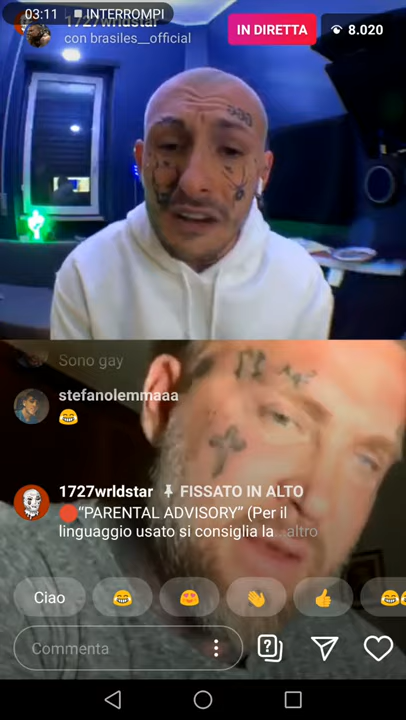 03:11 INTERROMPI
1727wrldstar
con brasiles__official
IN DIRETTA
8.020
Sono gay
stefanolemmaaa
😂
1727wrldstar 📌 FISSATO IN ALTO
🔴“PARENTAL ADVISORY” (Per il
linguaggio usato si consiglia la...altro
Ciao 😂 😍 👏 👍 😂
Commenta